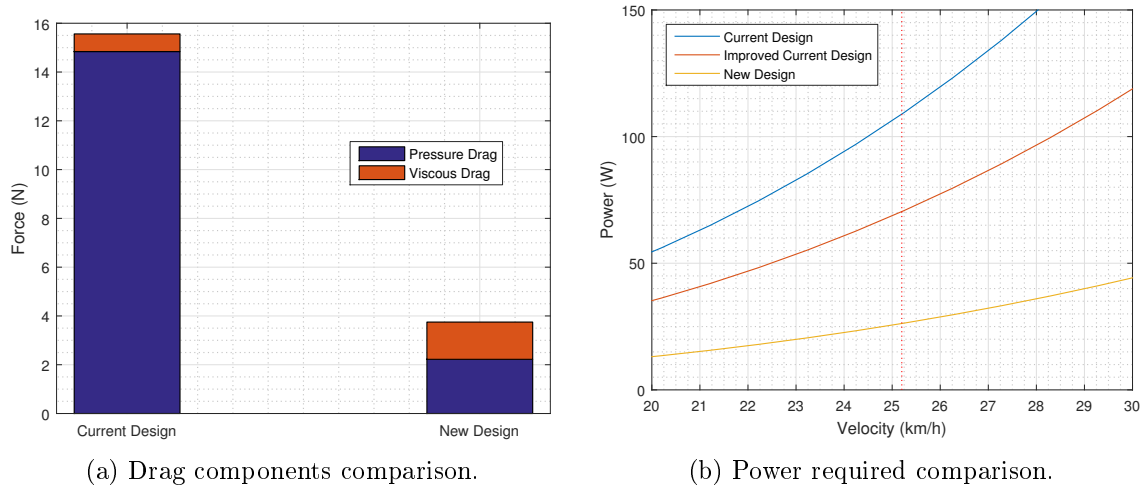 16
14
12
10
8
6
4
2
0
Force (N)
Pressure Drag
Viscous Drag
Current Design
New Design
(a) Drag components comparison.
150
100
50
0
Power (W)
Current Design
Improved Current Design
New Design
20 21 22 23 24 25 26 27 28 29 30
Velocity (km/h)
(b) Power required comparison.